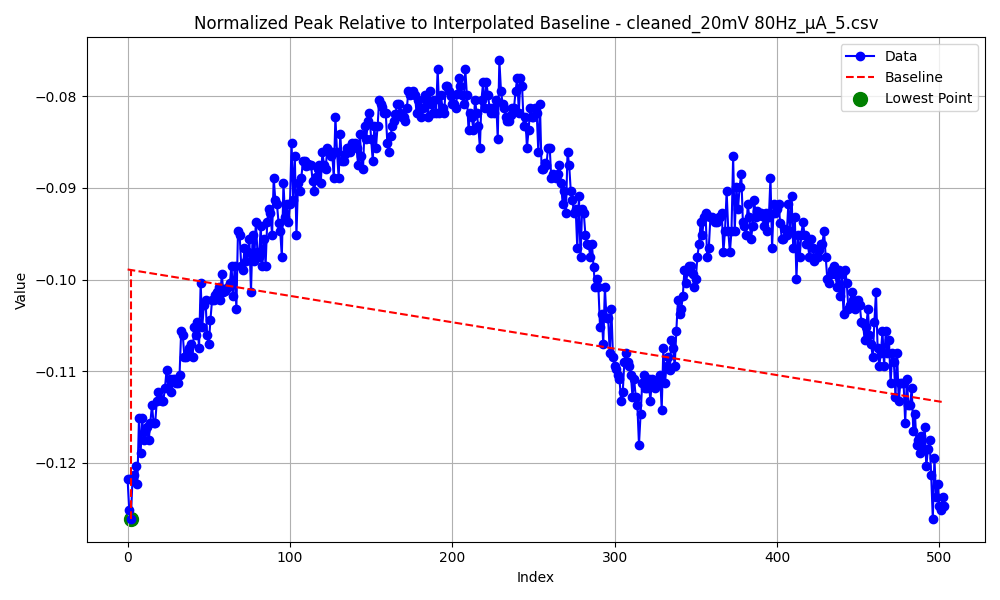 Normalized Peak Relative to Interpolated Baseline - cleaned_20mV 80Hz_μA_5.csv
Data
Baseline
Lowest Point
−0.08
−0.09
−0.10
−0.11
−0.12
Value
0 100 200 300 400 500
Index